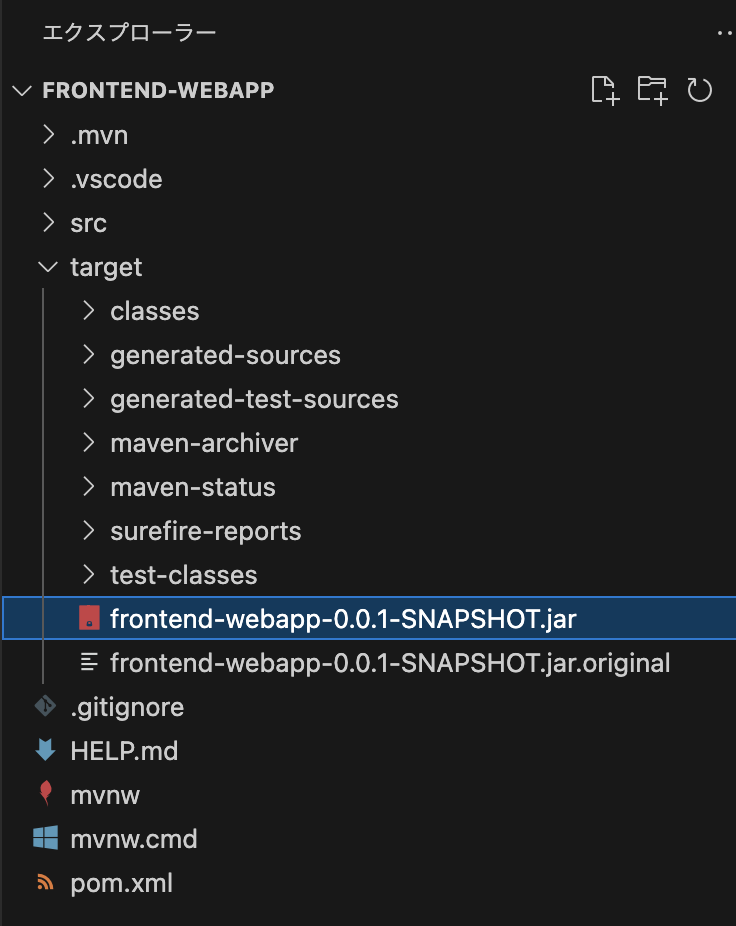 エクスプローラー
FRONTEND-WEBAPP
.mvn
.vscode
src
target
classes
generated-sources
generated-test-sources
maven-archiver
maven-status
surefire-reports
test-classes
frontend-webapp-0.0.1-SNAPSHOT.jar
frontend-webapp-0.0.1-SNAPSHOT.jar.original
.gitignore
HELP.md
mvnw
mvnw.cmd
pom.xml